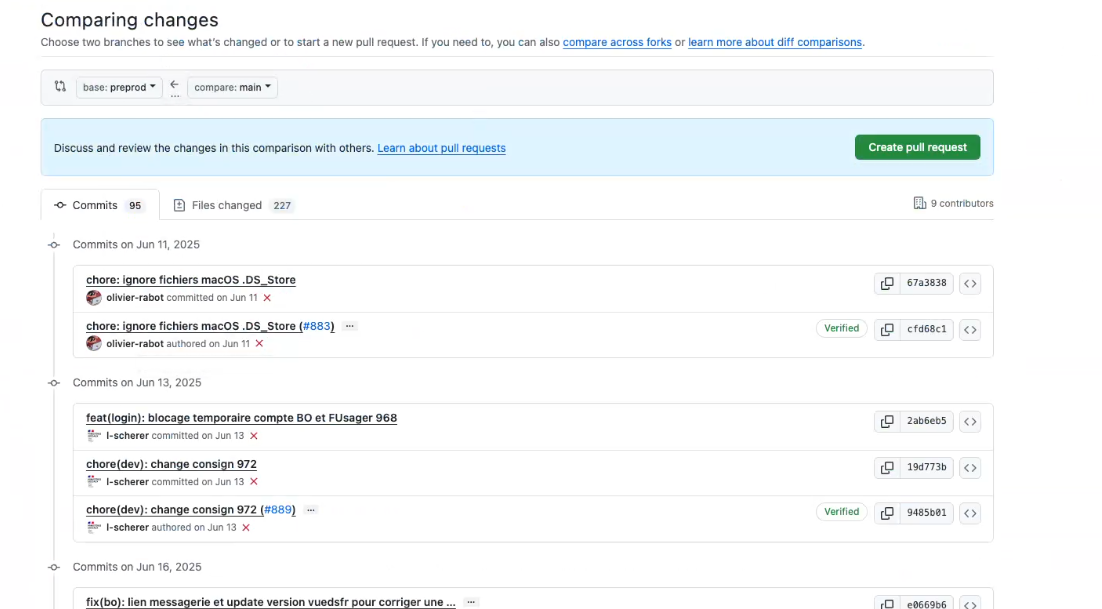 Comparing changes
Choose two branches to see what's changed or to start a new pull request. If you need to, you can also compare across forks or learn more about diff comparisons.
base: preprod
compare: main
Discuss and review the changes in this comparison with others. Learn about pull requests
Create pull request
Commits 95
Files changed 227
9 contributors
Commits on Jun 11, 2025
chore: ignore fichiers macOS .DS_Store
67a3838
olivier-rabot committed on Jun 11
chore: ignore fichiers macOS .DS_Store (#883)
Verified
cfd68c1
olivier-rabot authored on Jun 11
Commits on Jun 13, 2025
feat(login): blocage temporaire compte BO et FUsager 968
2ab6eb5
l-scherer committed on Jun 13
chore(dev): change consign 972
19d773b
l-scherer committed on Jun 13
chore(dev): change consign 972 (#889)
Verified
9485b01
l-scherer authored on Jun 13
Commits on Jun 16, 2025
fix(bo): lien messagerie et update version vuedsfr pour corriger une ...
e0669b6